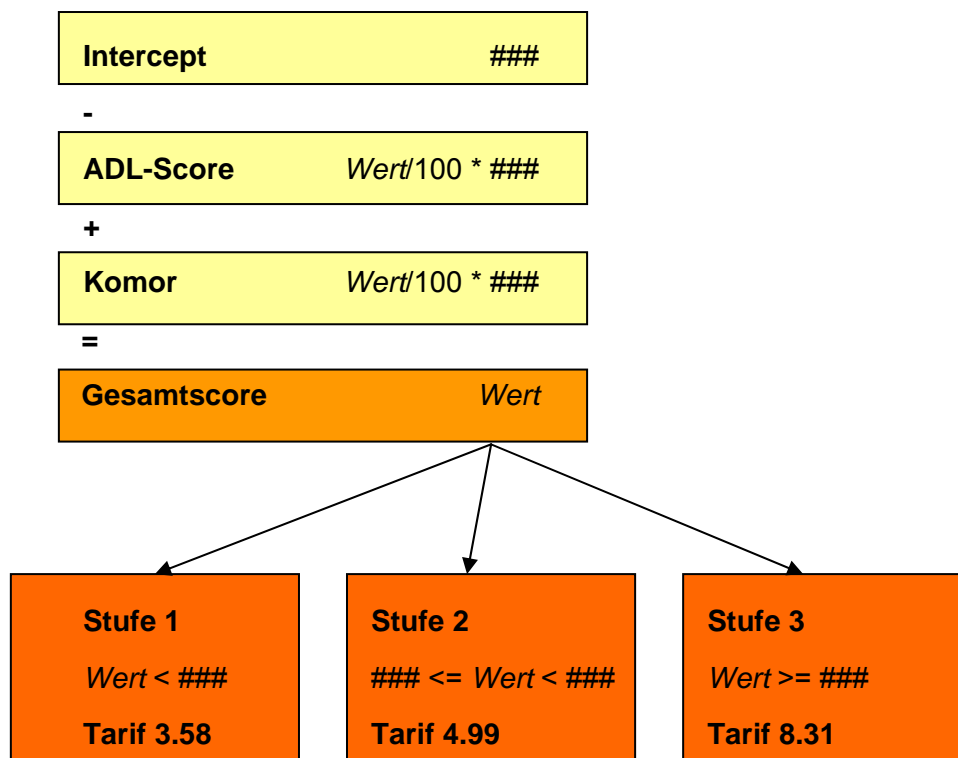 Intercept ###
-
ADL-Score Wert/100 * ###
+
Komor Wert/100 * ###
=
Gesamtscore Wert
Stufe 1
Wert < ###
Tarif 3.58
Stufe 2
### <= Wert < ###
Tarif 4.99
Stufe 3
Wert >= ###
Tarif 8.31